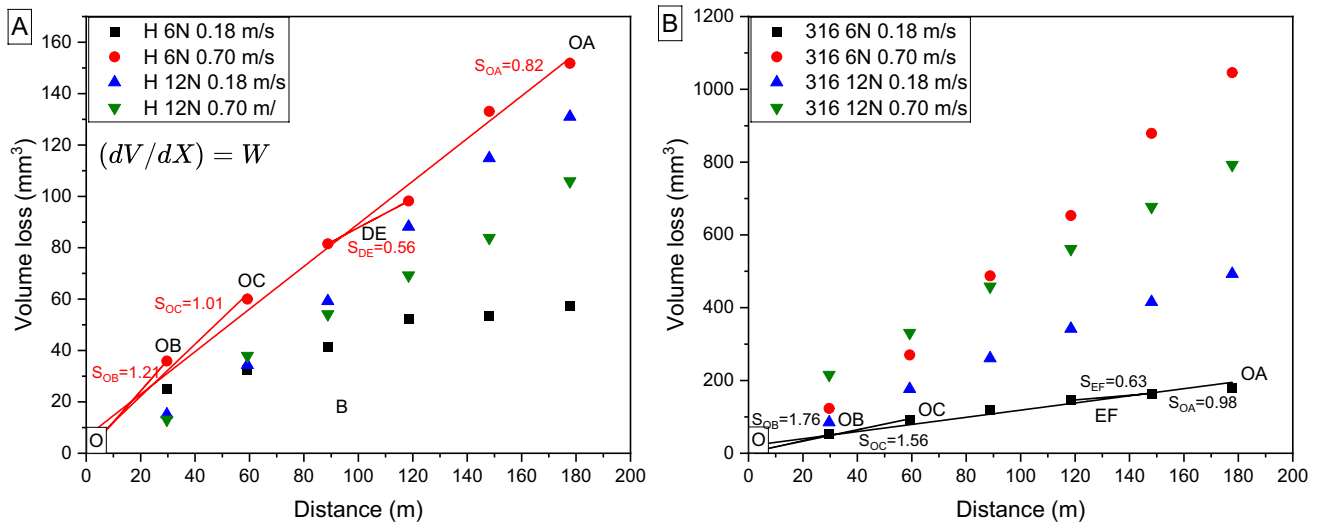 A
H 6N 0.18 m/s
H 6N 0.70 m/s
H 12N 0.18 m/s
H 12N 0.70 m/
(dV/dX) = W
OA
S_OA=0.82
DE
S_DE=0.56
OC
S_OC=1.01
OB
S_OB=1.21
B
O
0
20
40
60
80
100
120
140
160
Volume loss (mm³)
0
20
40
60
80
100
120
140
160
180
200
Distance (m)
B
316 6N 0.18 m/s
316 6N 0.70 m/s
316 12N 0.18 m/s
316 12N 0.70 m/s
S_EF=0.63
OA
S_OA=0.98
EF
S_OB=1.76
OB
OC
S_OC=1.56
O
0
200
400
600
800
1000
1200
Volume loss (mm³)
0
20
40
60
80
100
120
140
160
180
200
Distance (m)